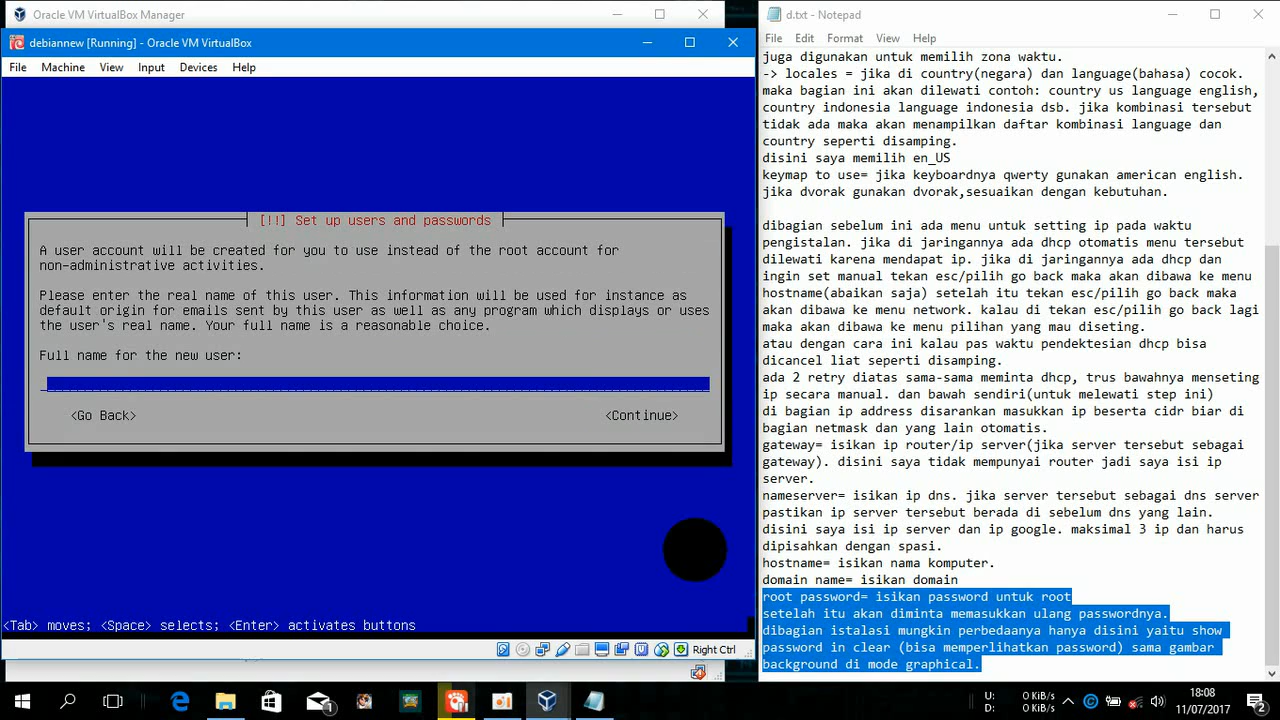 Oracle VM VirtualBox Manager
debiannew [Running] - Oracle VM VirtualBox
File Machine View Input Devices Help
[!!] Set up users and passwords
A user account will be created for you to use instead of the root account for
non-administrative activities.
Please enter the real name of this user. This information will be used for instance as
default origin for emails sent by this user as well as any program which displays or uses
the user's real name. Your full name is a reasonable choice.
Full name for the new user:
<Go Back> <Continue>
<Tab> moves; <Space> selects; <Enter> activates buttons
Right Ctrl
d.txt - Notepad
File Edit Format View Help
juga digunakan untuk memilih zona waktu.
-> locales = jika di country(negara) dan language(bahasa) cocok.
maka bagian ini akan dilewati contoh: country us language english,
country indonesia language indonesia dsb. jika kombinasi tersebut
tidak ada maka akan menampilkan daftar kombinasi language dan
country seperti disamping.
disini saya memilih en_US
keymap to use= jika keyboardnya qwerty gunakan american english.
jika dvorak gunakan dvorak,sesuaikan dengan kebutuhan.
dibagian sebelum ini ada menu untuk setting ip pada waktu
pengistalan. jika di jaringannya ada dhcp otomatis menu tersebut
dilewati karena mendapat ip. jika di jaringannya ada dhcp dan
ingin set manual tekan esc/pilih go back maka akan dibawa ke menu
hostname(abaikan saja) setelah itu tekan esc/pilih go back maka
akan dibawa ke menu network. kalau di tekan esc/pilih go back lagi
maka akan dibawa ke menu pilihan yang mau diseting.
atau dengan cara ini kalau pas waktu pendektesian dhcp bisa
dicancel liat seperti disamping.
ada 2 retry diatas sama-sama meminta dhcp, trus bawahnya menseting
ip secara manual. dan bawah sendiri(untuk melewati step ini)
di bagian ip address disarankan masukkan ip beserta cidr biar di
bagian netmask dan yang lain otomatis.
gateway= isikan ip router/ip server(jika server tersebut sebagai
gateway). disini saya tidak mempunyai router jadi saya isi ip
server.
nameserver= isikan ip dns. jika server tersebut sebagai dns server
pastikan ip server tersebut berada di sebelum dns yang lain.
disini saya isi ip server dan ip google. maksimal 3 ip dan harus
dipisahkan dengan spasi.
hostname= isikan nama komputer.
domain name= isikan domain
root password= isikan password untuk root
setelah itu akan diminta memasukkan ulang passwordnya.
dibagian istalasi mungkin perbedaanya hanya disini yaitu show
password in clear (bisa memperlihatkan password) sama gambar
background di mode graphical.
1
U: 0 KiB/s
D: 0 KiB/s
18:08
11/07/2017
2